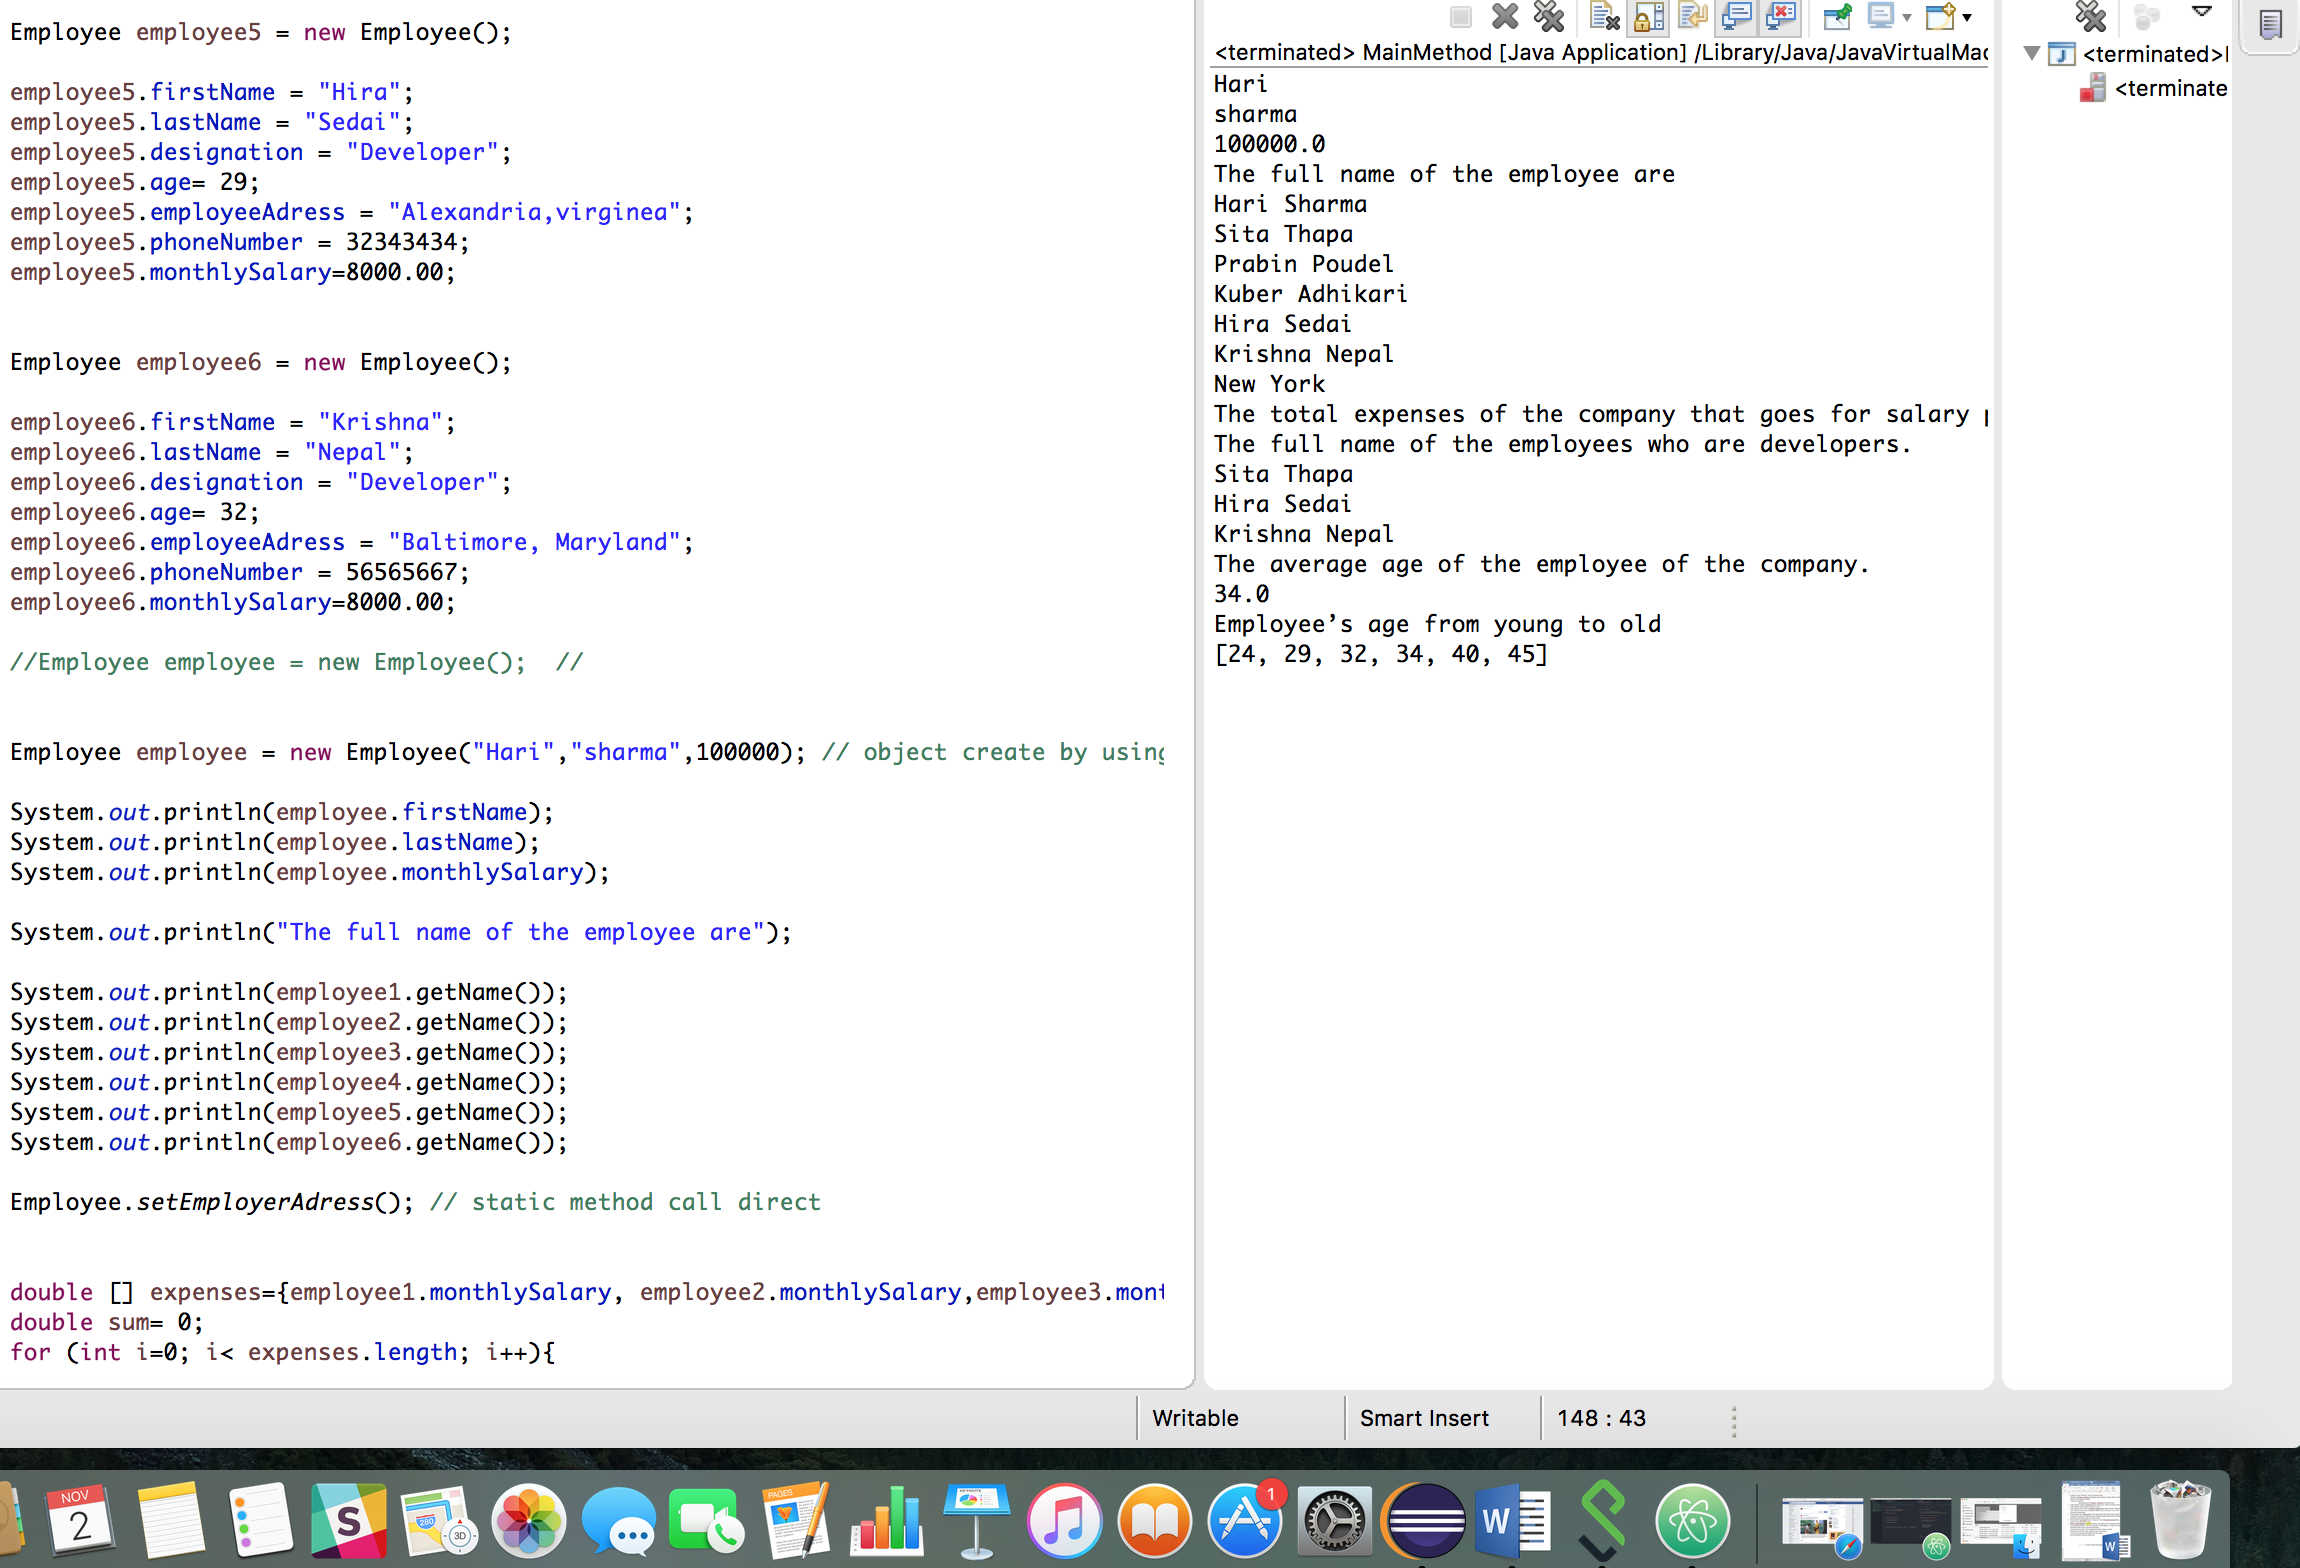 Employee employee5 = new Employee();
employee5.firstName = "Hira";
employee5.lastName = "Sedai";
employee5.designation = "Developer";
employee5.age= 29;
employee5.employeeAdress = "Alexandria,virginea";
employee5.phoneNumber = 32343434;
employee5.monthlySalary=8000.00;
Employee employee6 = new Employee();
employee6.firstName = "Krishna";
employee6.lastName = "Nepal";
employee6.designation = "Developer";
employee6.age= 32;
employee6.employeeAdress = "Baltimore, Maryland";
employee6.phoneNumber = 56565667;
employee6.monthlySalary=8000.00;
//Employee employee = new Employee();  //
Employee employee = new Employee("Hari","sharma",100000); // object create by using
System.out.println(employee.firstName);
System.out.println(employee.lastName);
System.out.println(employee.monthlySalary);
System.out.println("The full name of the employee are");
System.out.println(employee1.getName());
System.out.println(employee2.getName());
System.out.println(employee3.getName());
System.out.println(employee4.getName());
System.out.println(employee5.getName());
System.out.println(employee6.getName());
Employee.setEmployerAdress(); // static method call direct
double [] expenses={employee1.monthlySalary, employee2.monthlySalary,employee3.mont
double sum= 0;
for (int i=0; i< expenses.length; i++){
<terminated> MainMethod [Java Application] /Library/Java/JavaVirtualMac
Hari
sharma
100000.0
The full name of the employee are
Hari Sharma
Sita Thapa
Prabin Poudel
Kuber Adhikari
Hira Sedai
Krishna Nepal
New York
The total expenses of the company that goes for salary p
The full name of the employees who are developers.
Sita Thapa
Hira Sedai
Krishna Nepal
The average age of the employee of the company.
34.0
Employee’s age from young to old
[24, 29, 32, 34, 40, 45]
<terminated>
<terminate
Writable
Smart Insert
148 : 43
NOV
2
S
280
3D
PAGES
KEYNOTE
1
W
W